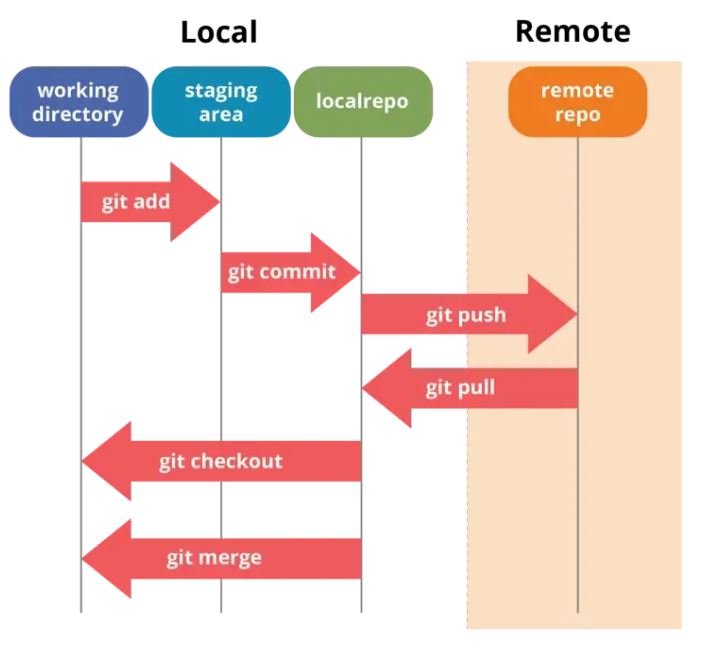 Local
Remote
working
directory
staging
area
localrepo
remote
repo
git add
git commit
git push
git pull
git checkout
git merge